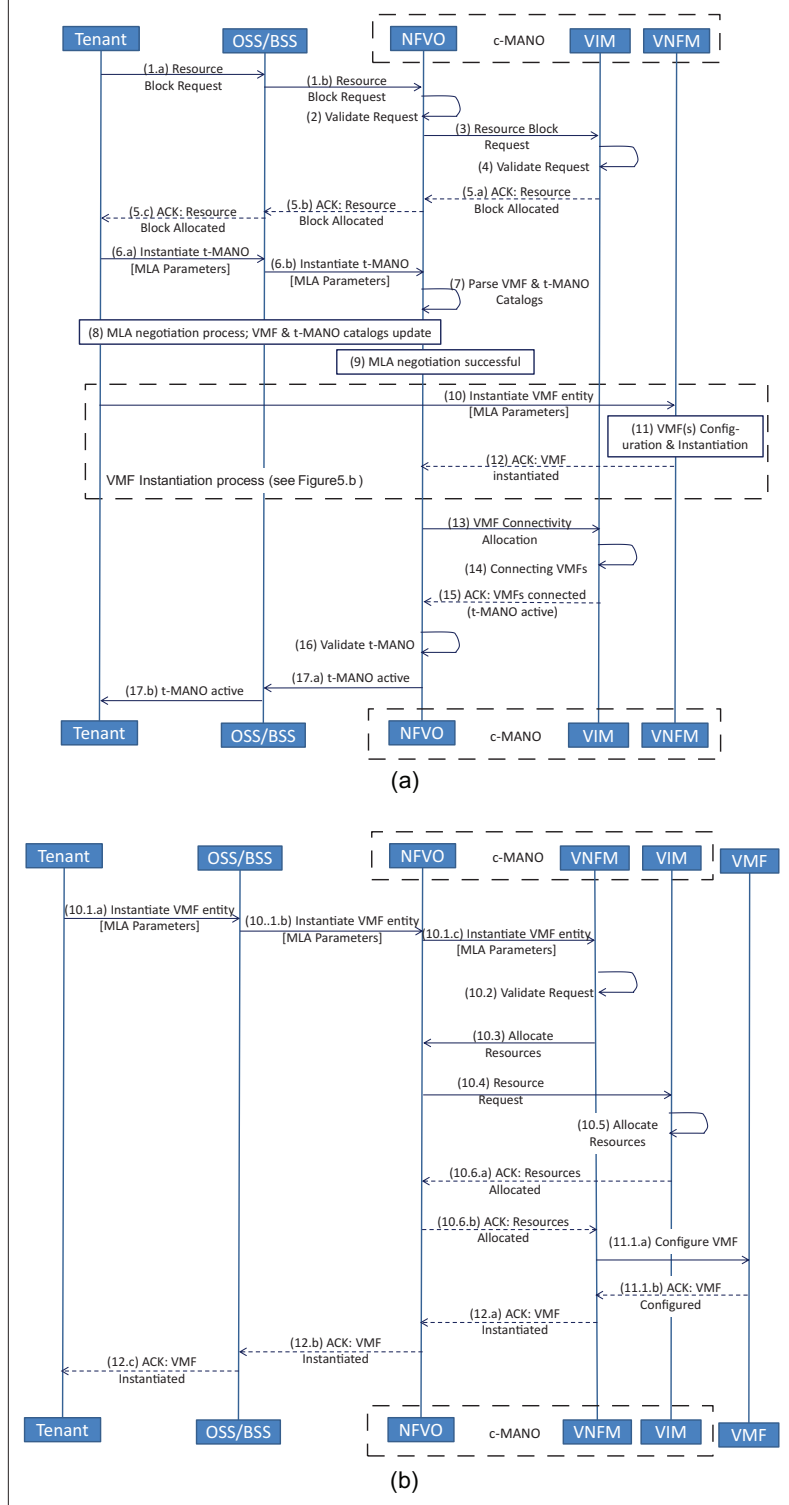 Tenant
OSS/BSS
NFVO
c-MANO
VIM
VNFM
(1.a) Resource
Block Request
(1.b) Resource
Block Request
(2) Validate Request
(3) Resource Block
Request
(4) Validate Request
(5.a) ACK: Resource
Block Allocated
(5.b) ACK: Resource
Block Allocated
(5.c) ACK: Resource
Block Allocated
(6.a) Instantiate t-MANO
[MLA Parameters]
(6.b) Instantiate t-MANO
[MLA Parameters]
(7) Parse VMF & t-MANO
Catalogs
(8) MLA negotiation process; VMF & t-MANO catalogs update
(9) MLA negotiation successful
(10) Instantiate VMF entity
[MLA Parameters]
(11) VMF(s) Config-
uration & Instantiation
(12) ACK: VMF
instantiated
VMF Instantiation process (see Figure5.b )
(13) VMF Connectivity
Allocation
(14) Connecting VMFs
(15) ACK: VMFs connected
(t-MANO active)
(16) Validate t-MANO
(17.a) t-MANO active
(17.b) t-MANO active
Tenant
OSS/BSS
NFVO
c-MANO
VIM
VNFM
(a)
Tenant
OSS/BSS
NFVO
c-MANO
VNFM
VIM
VMF
(10.1.a) Instantiate VMF entity
[MLA Parameters]
(10..1.b) Instantiate VMF entity
[MLA Parameters]
(10.1.c) Instantiate VMF entity
[MLA Parameters]
(10.2) Validate Request
(10.3) Allocate
Resources
(10.4) Resource
Request
(10.5) Allocate
Resources
(10.6.a) ACK: Resources
Allocated
(10.6.b) ACK: Resources
Allocated
(11.1.a) Configure VMF
(11.1.b) ACK: VMF
Configured
(12.a) ACK: VMF
Instantiated
(12.b) ACK: VMF
Instantiated
(12.c) ACK: VMF
Instantiated
Tenant
OSS/BSS
NFVO
c-MANO
VNFM
VIM
VMF
(b)